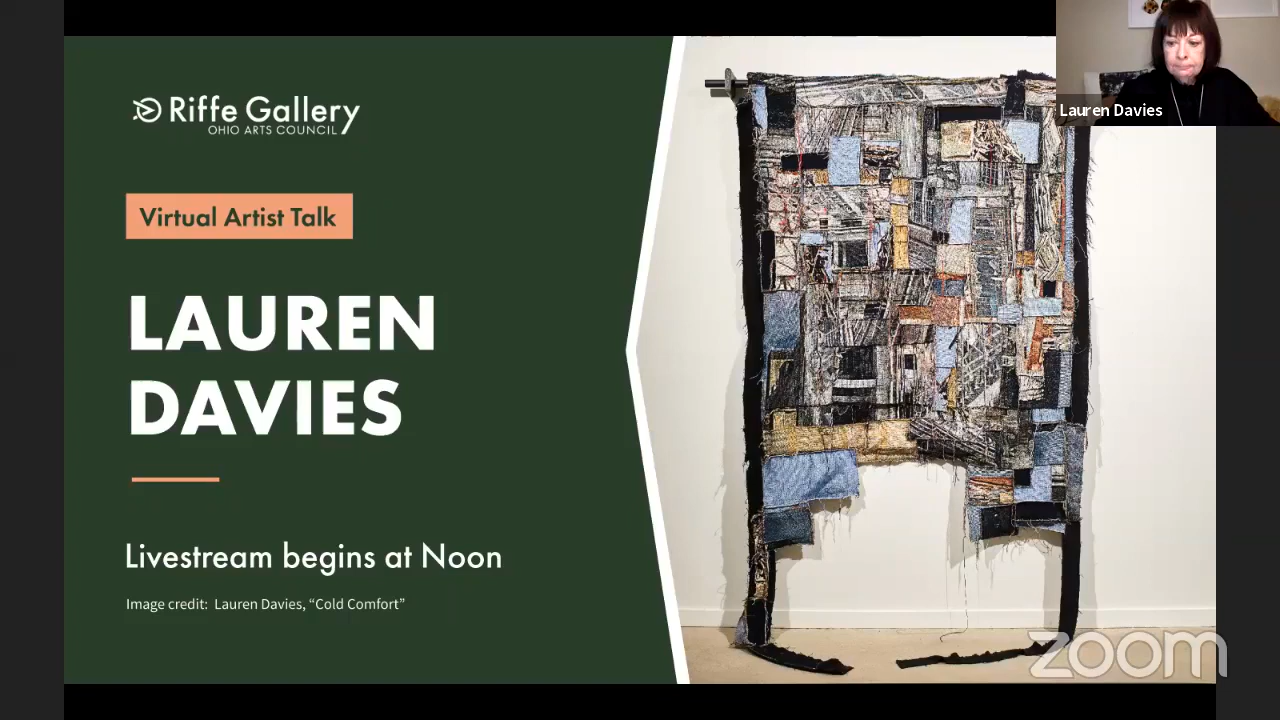 Riffe Gallery
OHIO ARTS COUNCIL
Virtual Artist Talk
LAUREN
DAVIES
Livestream begins at Noon
Image credit: Lauren Davies, “Cold Comfort”
Lauren Davies
zoom